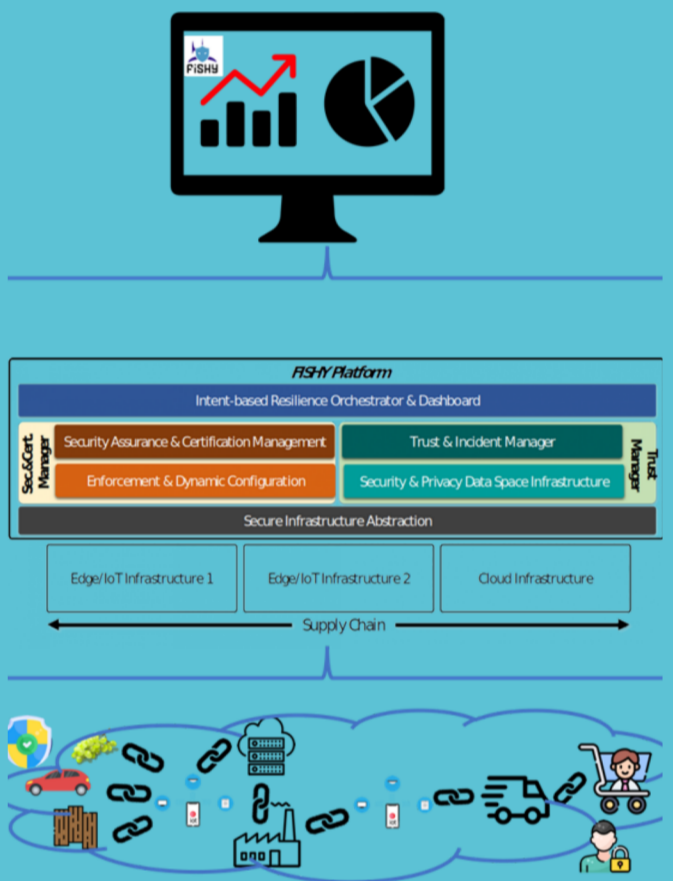 FiSHY
FISHY Platform
Intent-based Resilience Orchestrator & Dashboard
Sec&Cert Manager
Security Assurance & Certification Management
Trust & Incident Manager
Trust Manager
Enforcement & Dynamic Configuration
Security & Privacy Data Space Infrastructure
Secure Infrastructure Abstraction
Edge/IoT Infrastructure 1
Edge/IoT Infrastructure 2
Cloud Infrastructure
Supply Chain